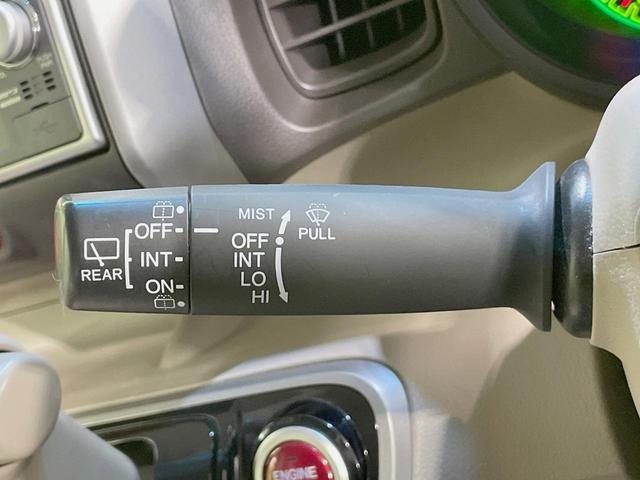 REAR
OFF
INT
ON
MIST
OFF
INT
LO
HI
PULL
ENGINE